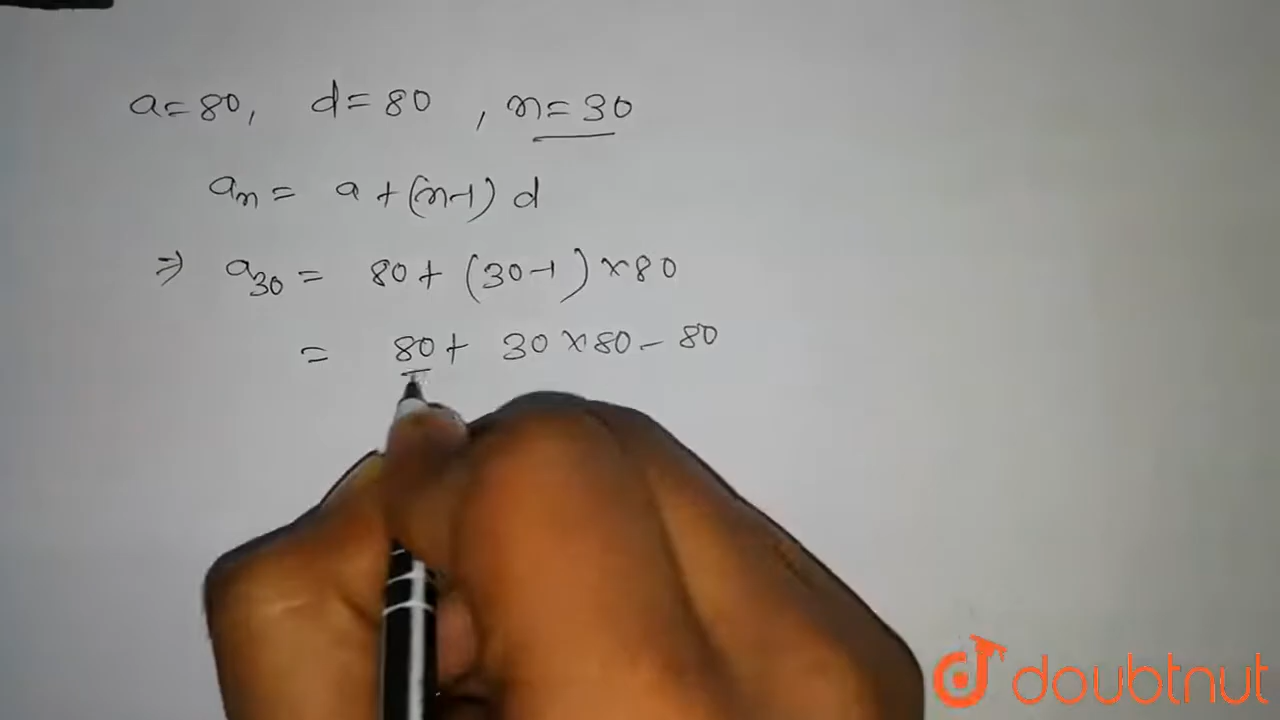 a=80, d=80, n=30
aₙ= a+(n-1) d
⇒ a₃₀= 80+(30-1)×80
= 80+ 30×80-80
doubtnut